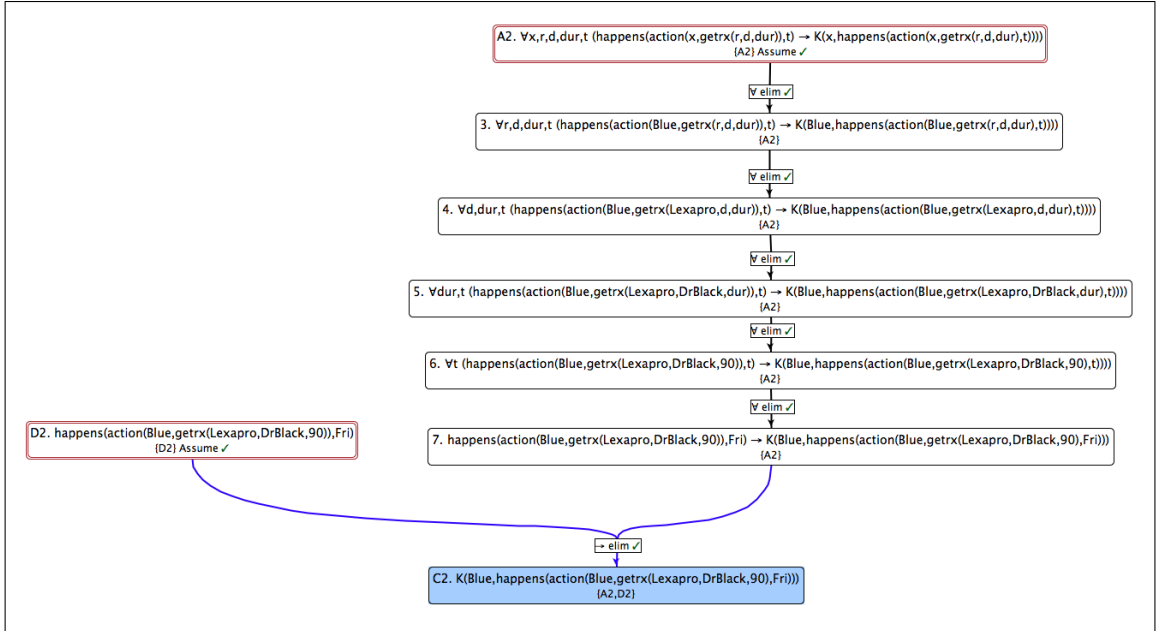 A2. ∀x,r,d,dur,t (happens(action(x,getrx(r,d,dur)),t) → K(x,happens(action(x,getrx(r,d,dur),t))))
{A2} Assume ✓
∀ elim ✓
3. ∀r,d,dur,t (happens(action(Blue,getrx(r,d,dur)),t) → K(Blue,happens(action(Blue,getrx(r,d,dur),t))))
{A2}
∀ elim ✓
4. ∀d,dur,t (happens(action(Blue,getrx(Lexapro,d,dur)),t) → K(Blue,happens(action(Blue,getrx(Lexapro,d,dur),t))))
{A2}
∀ elim ✓
5. ∀dur,t (happens(action(Blue,getrx(Lexapro,DrBlack,dur)),t) → K(Blue,happens(action(Blue,getrx(Lexapro,DrBlack,dur),t))))
{A2}
∀ elim ✓
6. ∀t (happens(action(Blue,getrx(Lexapro,DrBlack,90)),t) → K(Blue,happens(action(Blue,getrx(Lexapro,DrBlack,90),t))))
{A2}
∀ elim ✓
D2. happens(action(Blue,getrx(Lexapro,DrBlack,90)),Fri)
{D2} Assume ✓
7. happens(action(Blue,getrx(Lexapro,DrBlack,90)),Fri) → K(Blue,happens(action(Blue,getrx(Lexapro,DrBlack,90),Fri)))
{A2}
→ elim ✓
C2. K(Blue,happens(action(Blue,getrx(Lexapro,DrBlack,90),Fri)))
{A2,D2}